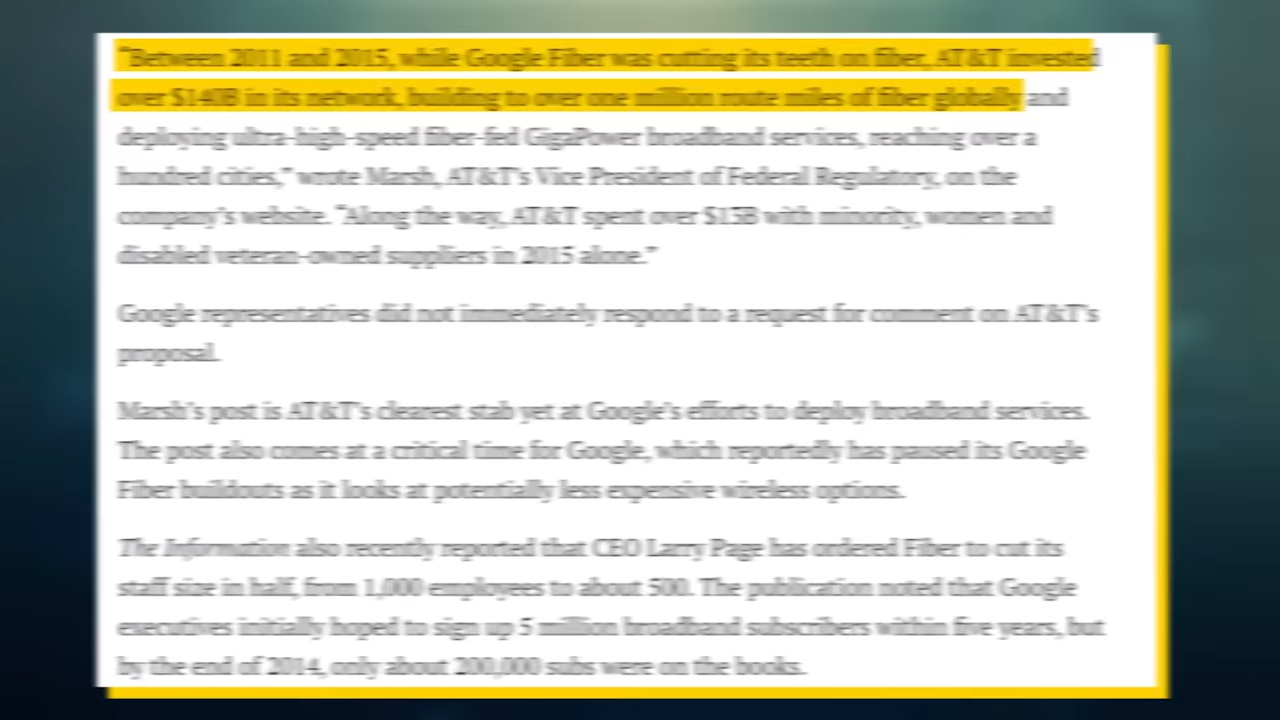 "Between 2011 and 2015, while Google Fiber was cutting its teeth on fiber, AT&T invested
over $140B in its network, building to over one million route miles of fiber globally and
deploying ultra-high-speed fiber-fed GigaPower broadband services, reaching over a
hundred cities," wrote Marsh, AT&T's Vice President of Federal Regulatory, on the
company's website. "Along the way, AT&T spent over $15B with minority, women and
disabled veteran-owned suppliers in 2015 alone."
Google representatives did not immediately respond to a request for comment on AT&T's
proposal.
Marsh's post is AT&T's clearest stab yet at Google's efforts to deploy broadband services.
The post also comes at a critical time for Google, which reportedly has paused its Google
Fiber buildouts as it looks at potentially less expensive wireless options.
The Information also recently reported that CEO Larry Page has ordered Fiber to cut its
staff size in half, from 1,000 employees to about 500. The publication noted that Google
executives initially hoped to sign up 5 million broadband subscribers within five years, but
by the end of 2014, only about 200,000 subs were on the books.